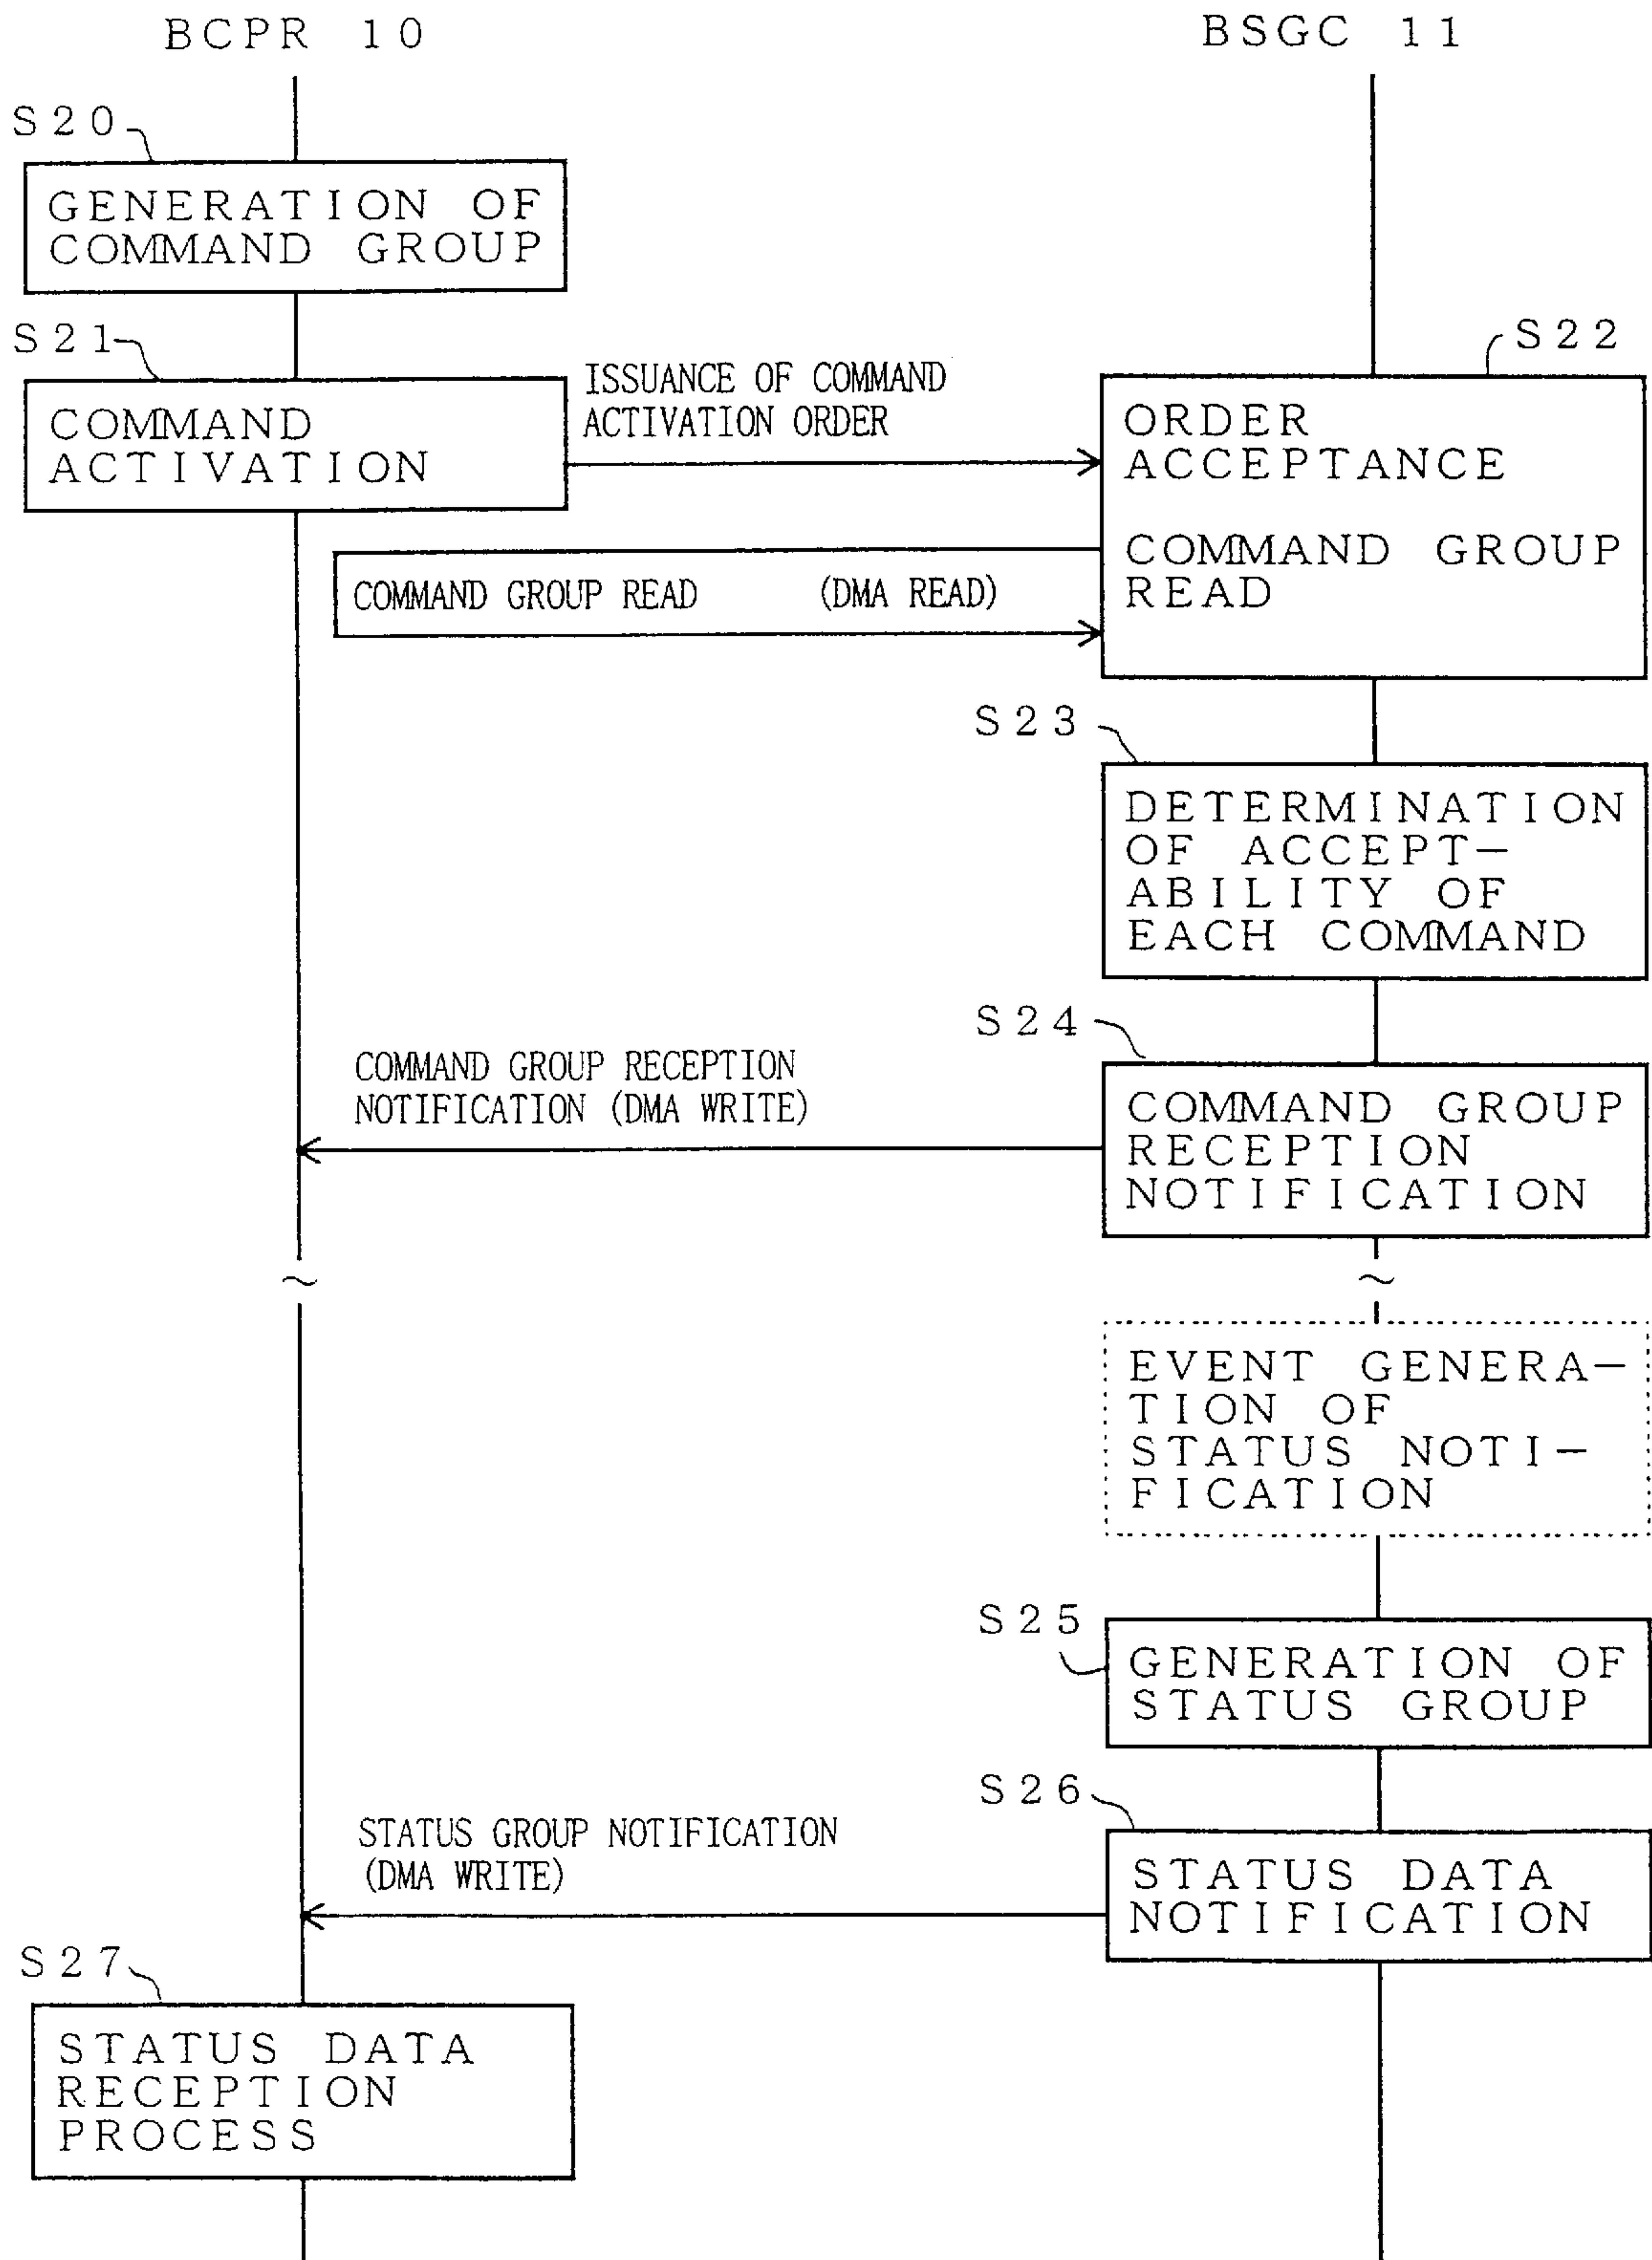 BCPR 10
BSGC 11
S20
GENERATION OF
COMMAND GROUP
S21
COMMAND
ACTIVATION
ISSUANCE OF COMMAND
ACTIVATION ORDER
S22
ORDER
ACCEPTANCE
COMMAND GROUP
READ
COMMAND GROUP READ (DMA READ)
S23
DETERMINATION
OF ACCEPT-
ABILITY OF
EACH COMMAND
S24
COMMAND GROUP RECEPTION
NOTIFICATION (DMA WRITE)
COMMAND GROUP
RECEPTION
NOTIFICATION
EVENT GENERA-
TION OF
STATUS NOTI-
FICATION
S25
GENERATION OF
STATUS GROUP
S26
STATUS GROUP NOTIFICATION
(DMA WRITE)
STATUS DATA
NOTIFICATION
S27
STATUS DATA
RECEPTION
PROCESS